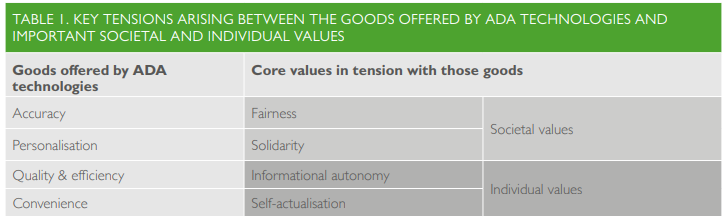 TABLE 1. KEY TENSIONS ARISING BETWEEN THE GOODS OFFERED BY ADA TECHNOLOGIES AND
IMPORTANT SOCIETAL AND INDIVIDUAL VALUES
Goods offered by ADA
technologies
Core values in tension with those goods
Accuracy
Fairness
Societal values
Personalisation
Solidarity
Quality & efficiency
Informational autonomy
Individual values
Convenience
Self-actualisation